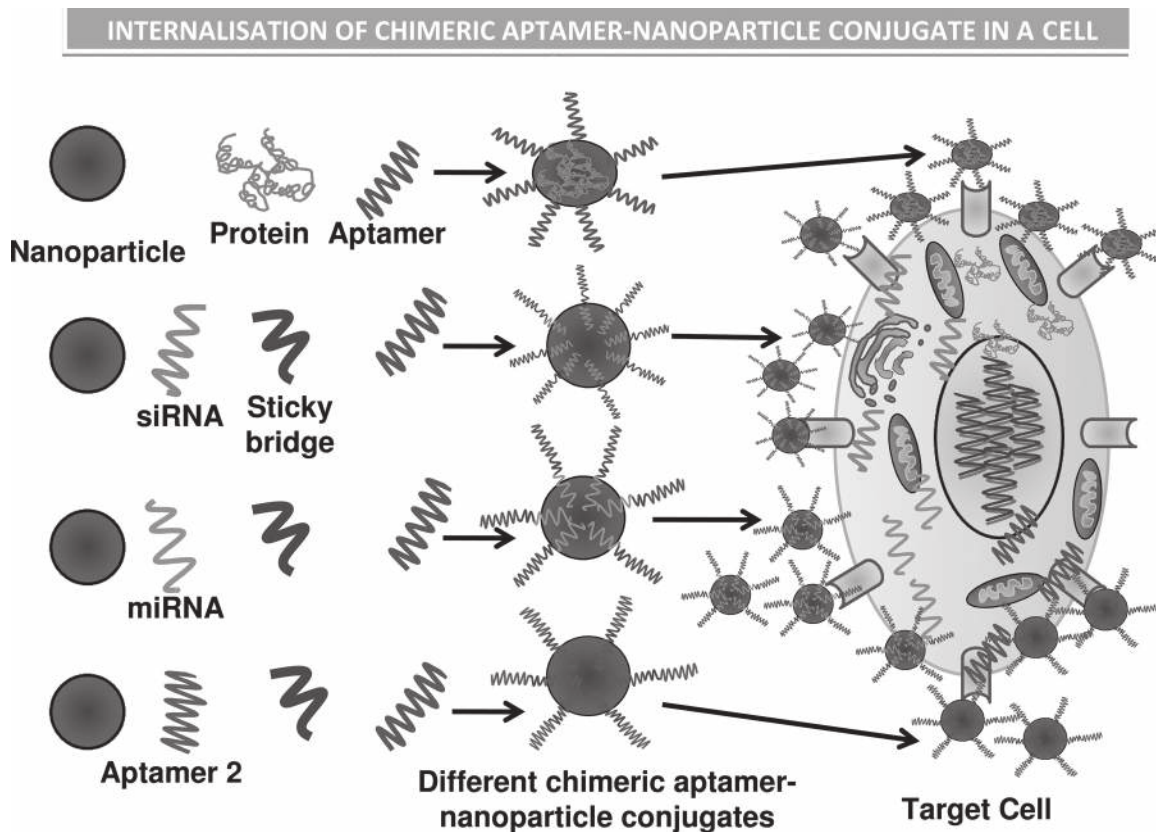 INTERNALISATION OF CHIMERIC APTAMER-NANOPARTICLE CONJUGATE IN A CELL
Nanoparticle
Protein
Aptamer
siRNA
Sticky
bridge
miRNA
Aptamer 2
Different chimeric aptamer-
nanoparticle conjugates
Target Cell